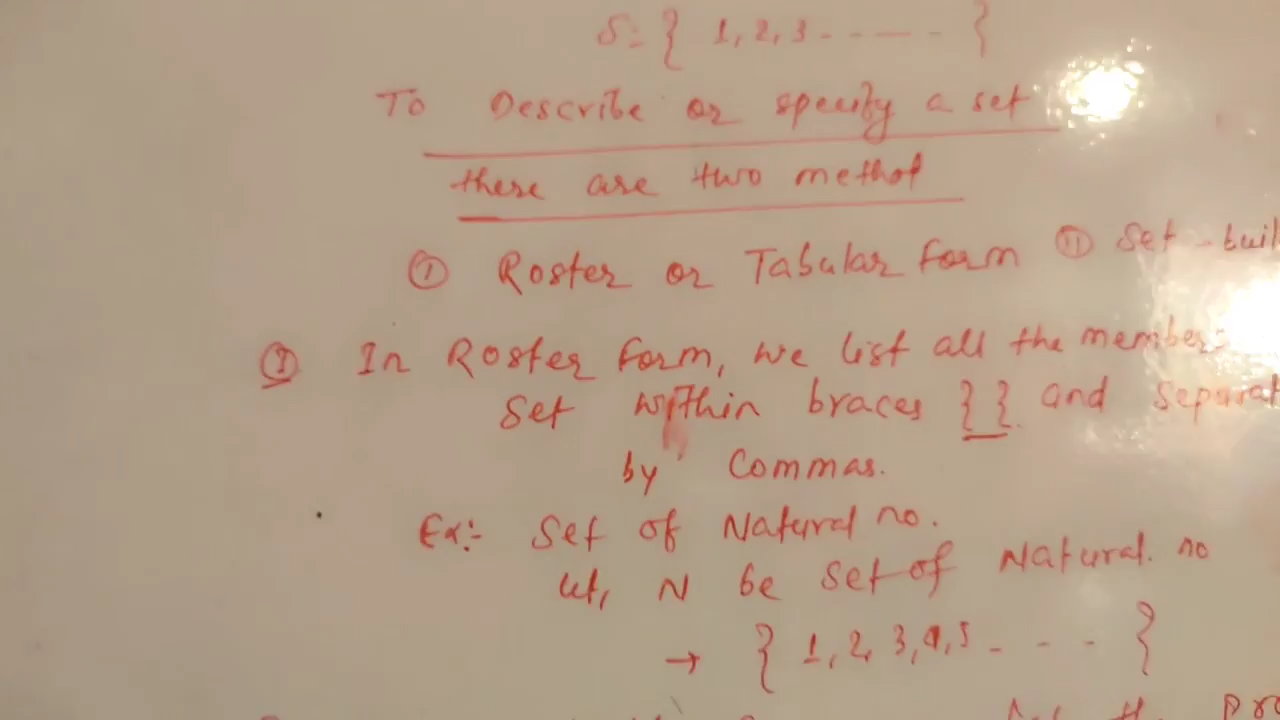 S= { 1, 2, 3 - - - - - }
To Describe or specify a set
there are two method
① Roster or Tabular form ⑪ Set - buil
① In Roster form, we list all the members
Set within braces { } and separat
by Commas.
Ex:- Set of Natural no.
let, N be set of Natural. no
→ { 1, 2, 3, 4, 5 - - - - }